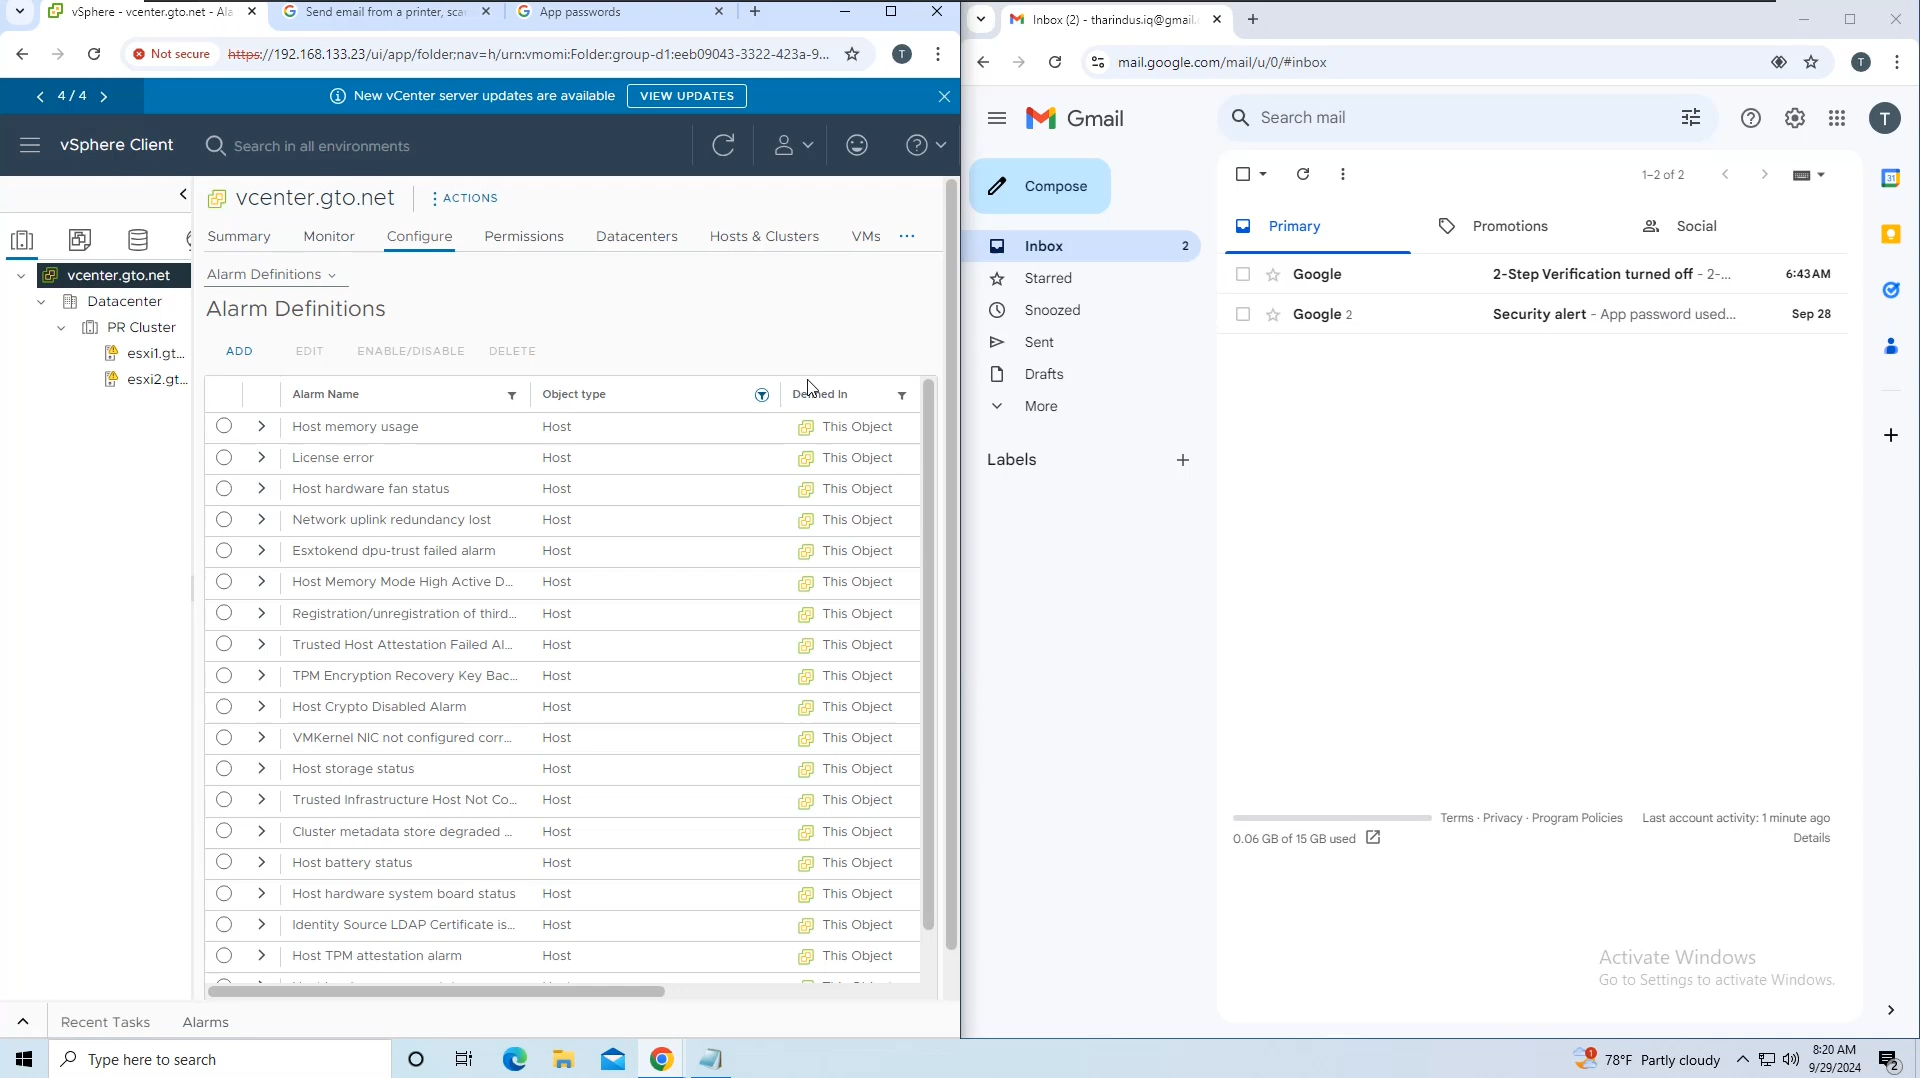 vSphere - vcenter.gto.net - Ala
Send email from a printer, sca
App passwords
Not secure
https://192.168.133.23/ui/app/folder;nav=h/urn:vmomi:Folder:group-d1:eeb09043-3322-423a-9...
T
4 / 4
New vCenter server updates are available
VIEW UPDATES
vSphere Client
Search in all environments
vcenter.gto.net
ACTIONS
Summary
Monitor
Configure
Permissions
Datacenters
Hosts & Clusters
VMs
...
vcenter.gto.net
Datacenter
PR Cluster
esxi1.gt...
esxi2.gt...
Alarm Definitions
Alarm Definitions
ADD
EDIT
ENABLE/DISABLE
DELETE
Alarm Name
Object type
Host memory usage Host This Object
License error Host This Object
Host hardware fan status Host This Object
Network uplink redundancy lost Host This Object
Esxtokend dpu-trust failed alarm Host This Object
Host Memory Mode High Active D... Host This Object
Registration/unregistration of third... Host This Object
Trusted Host Attestation Failed Al... Host This Object
TPM Encryption Recovery Key Bac... Host This Object
Host Crypto Disabled Alarm Host This Object
VMKernel NIC not configured corr... Host This Object
Host storage status Host This Object
Trusted Infrastructure Host Not Co... Host This Object
Cluster metadata store degraded ... Host This Object
Host battery status Host This Object
Host hardware system board status Host This Object
Identity Source LDAP Certificate is... Host This Object
Host TPM attestation alarm Host This Object
Recent Tasks
Alarms
Inbox (2) - tharindus.iq@gmail.
mail.google.com/mail/u/0/#inbox
T
Gmail
Search mail
T
Compose
Inbox 2
Starred
Snoozed
Sent
Drafts
More
Labels
1–2 of 2
Primary
Promotions
Social
Google 2-Step Verification turned off - 2-... 6:43 AM
Google 2 Security alert - App password used... Sep 28
31
Terms · Privacy · Program Policies
Last account activity: 1 minute ago
0.06 GB of 15 GB used
Details
Activate Windows
Go to Settings to activate Windows.
Type here to search
1
78°F Partly cloudy
8:20 AM
9/29/2024
2